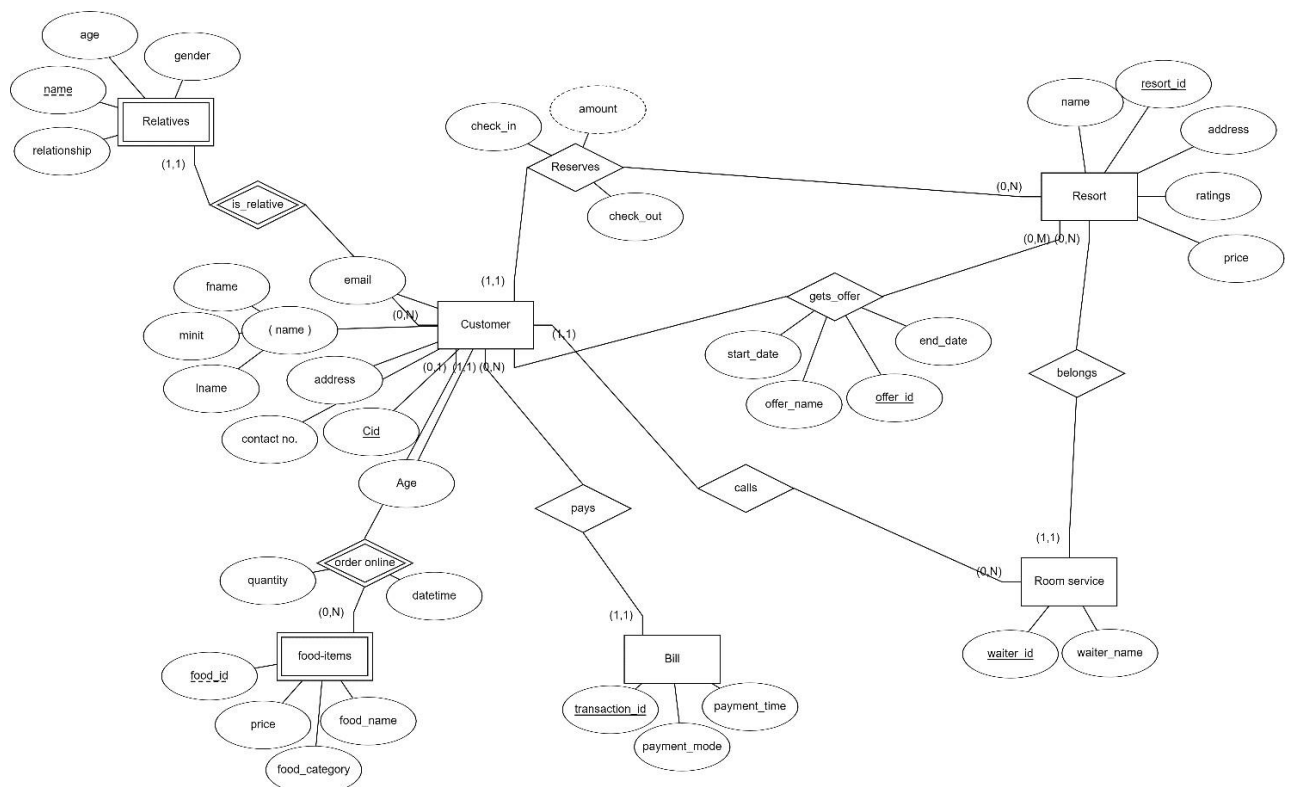 age
gender
name
Relatives
relationship
(1,1)
is_relative
check_in
amount
Reserves
check_out
name
resort_id
address
ratings
price
Resort
(0,N)
(0,M)
(0,N)
email
fname
minit
( name )
lname
address
contact no.
Cid
Age
Customer
(1,1)
(0,N)
(1,1)
(0,1)
(1,1)
(0,N)
gets_offer
start_date
end_date
offer_name
offer_id
belongs
calls
pays
order online
quantity
datetime
(0,N)
food-items
food_id
price
food_name
food_category
(1,1)
Bill
transaction_id
payment_time
payment_mode
(1,1)
(0,N)
Room service
waiter_id
waiter_name